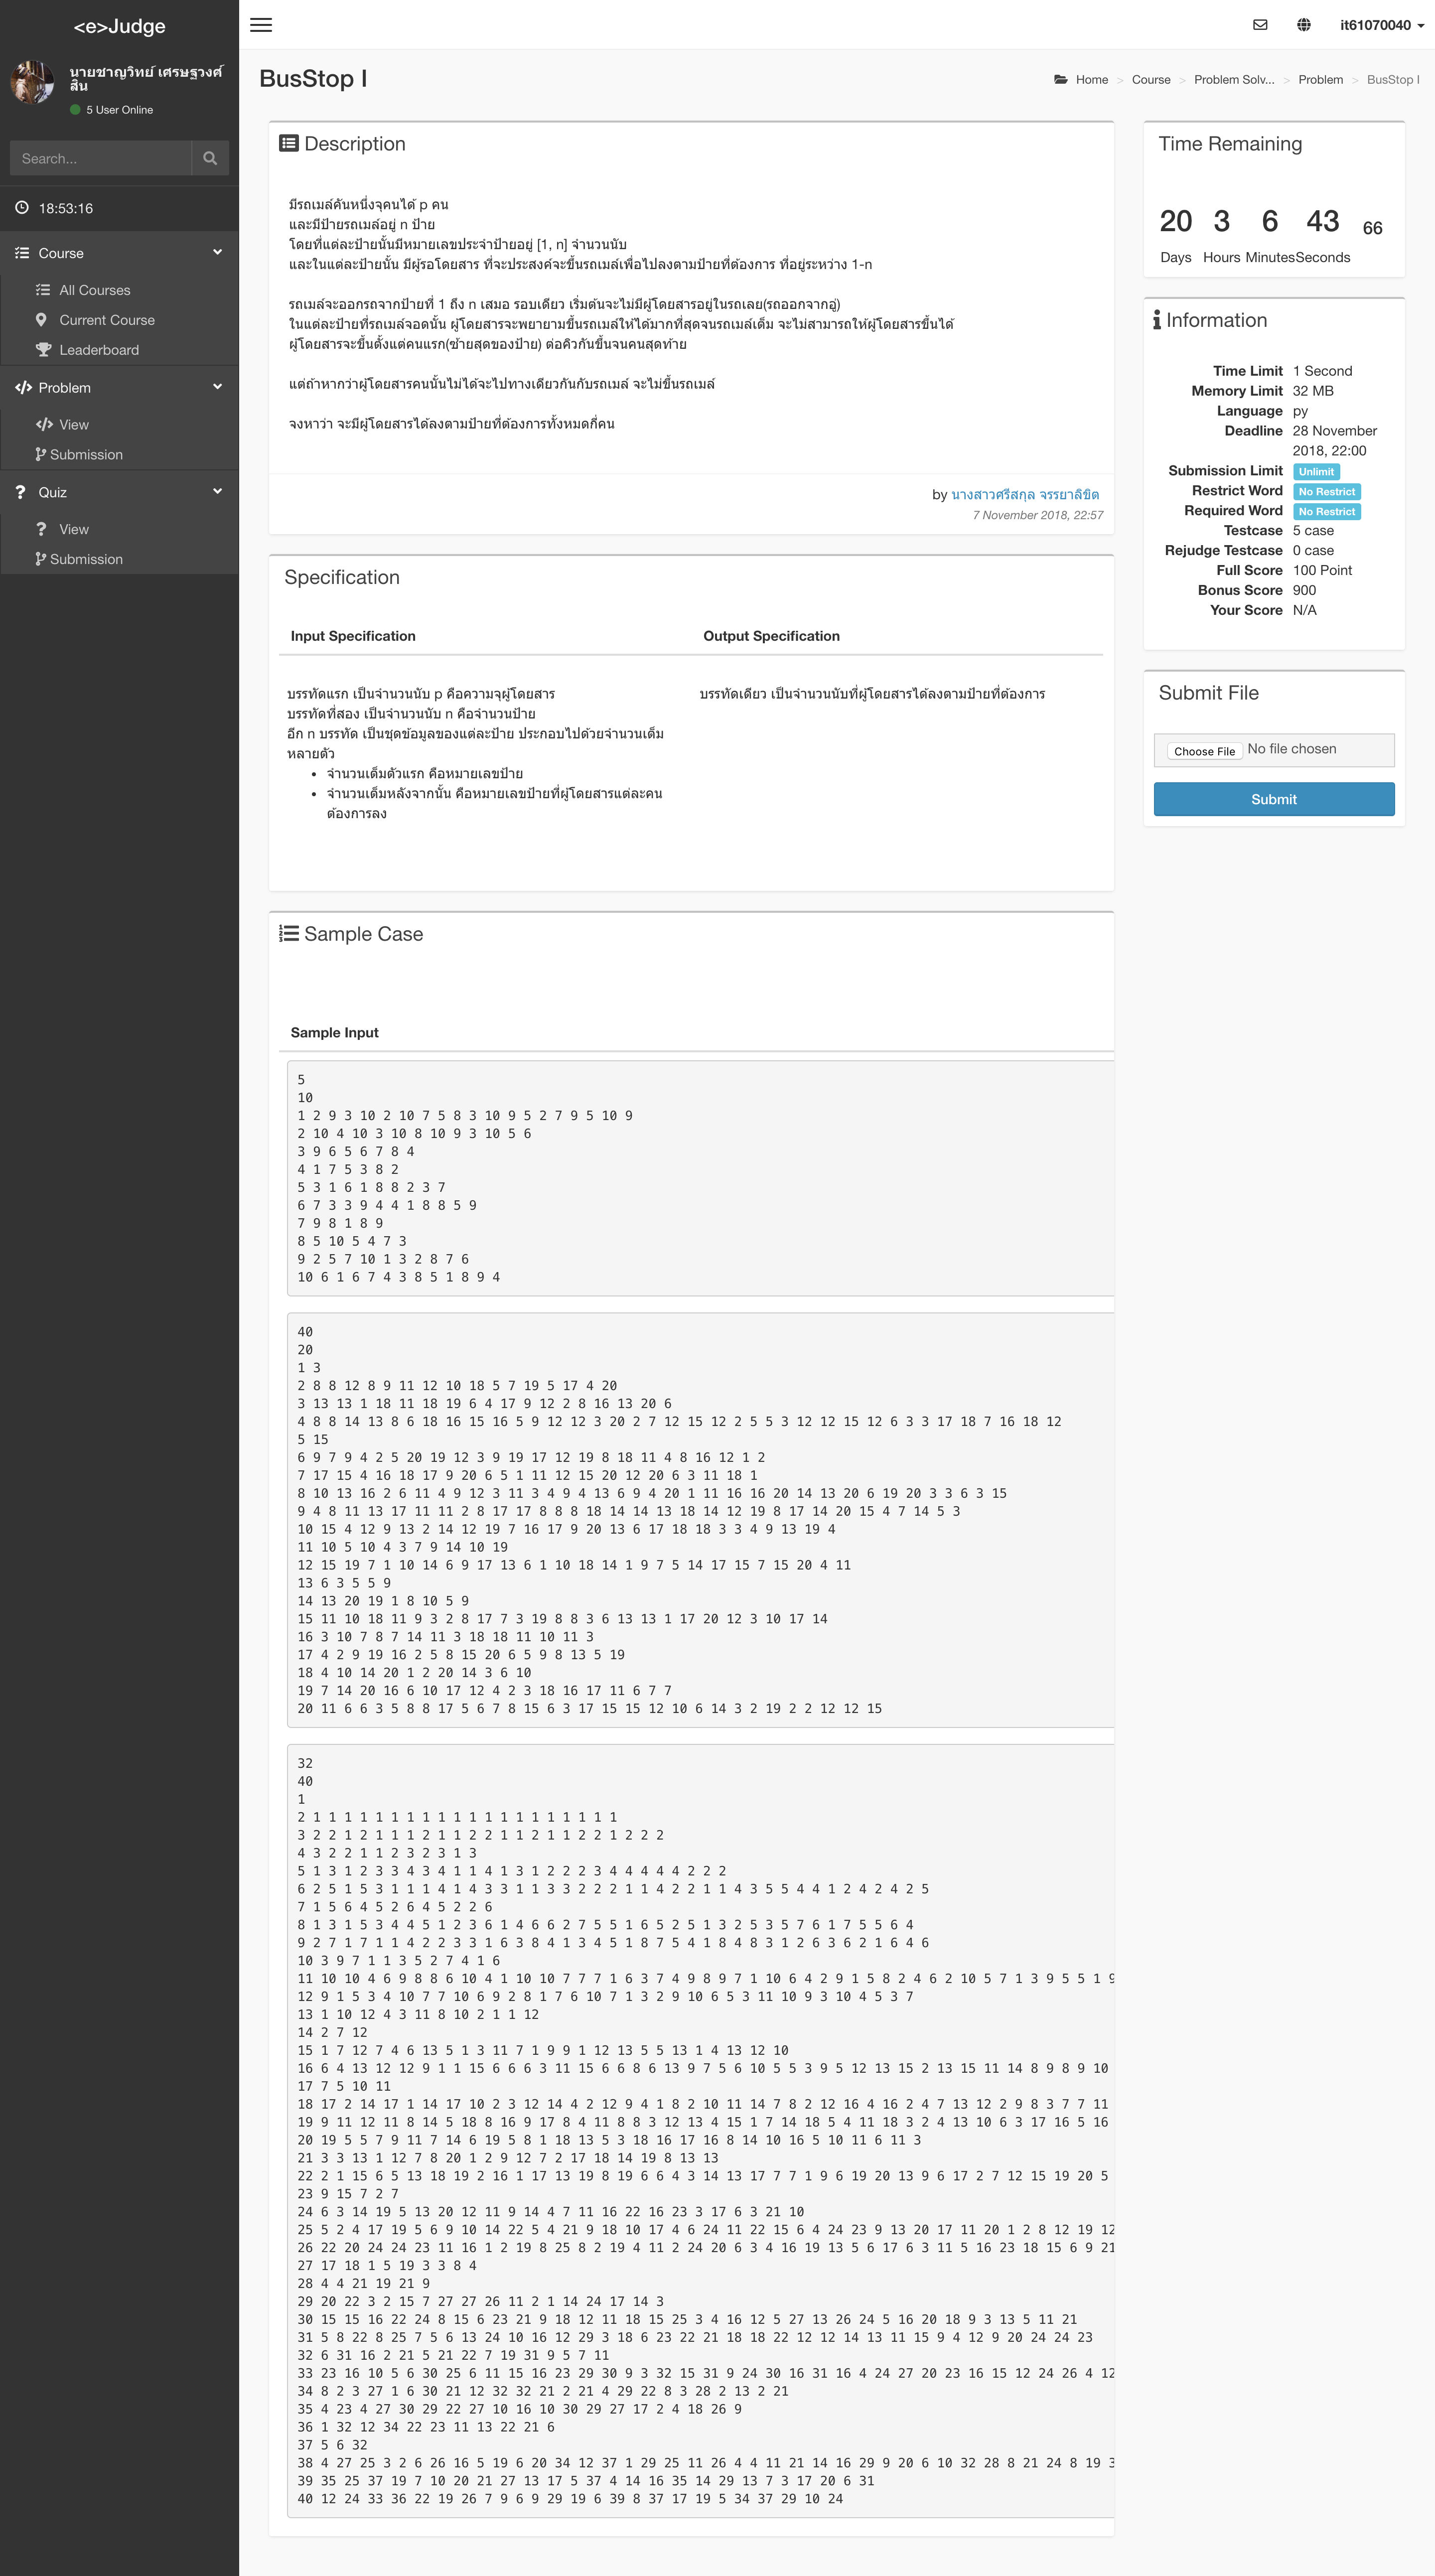 <e>Judge
it61070040
นายชาญวิทย์ เศรษฐวงศ์
สิน
5 User Online
Search...
18:53:16
Course
All Courses
Current Course
Leaderboard
Problem
View
Submission
Quiz
View
Submission
BusStop I
Home > Course > Problem Solv... > Problem > BusStop I
Description
มีรถเมล์คันหนึ่งจุคนได้ p คน
และมีป้ายรถเมล์อยู่ n ป้าย
โดยที่แต่ละป้ายนั้นมีหมายเลขประจำป้ายอยู่ [1, n] จำนวนนับ
และในแต่ละป้ายนั้น มีผู้รอโดยสาร ที่จะประสงค์จะขึ้นรถเมล์เพื่อไปลงตามป้ายที่ต้องการ ที่อยู่ระหว่าง 1-n
รถเมล์จะออกรถจากป้ายที่ 1 ถึง n เสมอ รอบเดียว เริ่มต้นจะไม่มีผู้โดยสารอยู่ในรถเลย(รถออกจากอู่)
ในแต่ละป้ายที่รถเมล์จอดนั้น ผู้โดยสารจะพยายามขึ้นรถเมล์ให้ได้มากที่สุดจนรถเมล์เต็ม จะไม่สามารถให้ผู้โดยสารขึ้นได้
ผู้โดยสารจะขึ้นตั้งแต่คนแรก(ซ้ายสุดของป้าย) ต่อคิวกันขึ้นจนคนสุดท้าย
แต่ถ้าหากว่าผู้โดยสารคนนั้นไม่ได้จะไปทางเดียวกันกับรถเมล์ จะไม่ขึ้นรถเมล์
จงหาว่า จะมีผู้โดยสารได้ลงตามป้ายที่ต้องการทั้งหมดกี่คน
by นางสาวศรีสกุล จรรยาลิขิต
7 November 2018, 22:57
Specification
Input Specification
บรรทัดแรก เป็นจำนวนนับ p คือความจุผู้โดยสาร
บรรทัดที่สอง เป็นจำนวนนับ n คือจำนวนป้าย
อีก n บรรทัด เป็นชุดข้อมูลของแต่ละป้าย ประกอบไปด้วยจำนวนเต็ม
หลายตัว
• จำนวนเต็มตัวแรก คือหมายเลขป้าย
• จำนวนเต็มหลังจากนั้น คือหมายเลขป้ายที่ผู้โดยสารแต่ละคน
ต้องการลง
Output Specification
บรรทัดเดียว เป็นจำนวนนับที่ผู้โดยสารได้ลงตามป้ายที่ต้องการ
Sample Case
Sample Input
5
10
1 2 9 3 10 2 10 7 5 8 3 10 9 5 2 7 9 5 10 9
2 10 4 10 3 10 8 10 9 3 10 5 6
3 9 6 5 6 7 8 4
4 1 7 5 3 8 2
5 3 1 6 1 8 8 2 3 7
6 7 3 3 9 4 4 1 8 8 5 9
7 9 8 1 8 9
8 5 10 5 4 7 3
9 2 5 7 10 1 3 2 8 7 6
10 6 1 6 7 4 3 8 5 1 8 9 4
40
20
1 3
2 8 8 12 8 9 11 12 10 18 5 7 19 5 17 4 20
3 13 13 1 18 11 18 19 6 4 17 9 12 2 8 16 13 20 6
4 8 8 14 13 8 6 18 16 15 16 5 9 12 12 3 20 2 7 12 15 12 2 5 5 3 12 12 15 12 6 3 3 17 18 7 16 18 12
5 15
6 9 7 9 4 2 5 20 19 12 3 9 19 17 12 19 8 18 11 4 8 16 12 1 2
7 17 15 4 16 18 17 9 20 6 5 1 11 12 15 20 12 20 6 3 11 18 1
8 10 13 16 2 6 11 4 9 12 3 11 3 4 9 4 13 6 9 4 20 1 11 16 16 20 14 13 20 6 19 20 3 3 6 3 15
9 4 8 11 13 17 11 11 2 8 17 17 8 8 8 18 14 14 13 18 14 12 19 8 17 14 20 15 4 7 14 5 3
10 15 4 12 9 13 2 14 12 19 7 16 17 9 20 13 6 17 18 18 3 3 4 9 13 19 4
11 10 5 10 4 3 7 9 14 10 19
12 15 19 7 1 10 14 6 9 17 13 6 1 10 18 14 1 9 7 5 14 17 15 7 15 20 4 11
13 6 3 5 5 9
14 13 20 19 1 8 10 5 9
15 11 10 18 11 9 3 2 8 17 7 3 19 8 8 3 6 13 13 1 17 20 12 3 10 17 14
16 3 10 7 8 7 14 11 3 18 18 11 10 11 3
17 4 2 9 19 16 2 5 8 15 20 6 5 9 8 13 5 19
18 4 10 14 20 1 2 20 14 3 6 10
19 7 14 20 16 6 10 17 12 4 2 3 18 16 17 11 6 7 7
20 11 6 6 3 5 8 8 17 5 6 7 8 15 6 3 17 15 15 12 10 6 14 3 2 19 2 2 12 12 15
32
40
1
2 1 1 1 1 1 1 1 1 1 1 1 1 1 1 1 1 1 1 1 1
3 2 2 1 2 1 1 1 2 1 1 2 2 1 1 2 1 1 2 2 1 2 2 2
4 3 2 2 1 1 2 3 2 3 1 3
5 1 3 1 2 3 3 4 3 4 1 1 4 1 3 1 2 2 2 3 4 4 4 4 4 2 2 2
6 2 5 1 5 3 1 1 1 4 1 4 3 3 1 1 3 3 2 2 2 1 1 4 2 2 1 1 4 3 5 5 4 4 1 2 4 2 4 2 5
7 1 5 6 4 5 2 6 4 5 2 2 6
8 1 3 1 5 3 4 4 5 1 2 3 6 1 4 6 6 2 7 5 5 1 6 5 2 5 1 3 2 5 3 5 7 6 1 7 5 5 6 4
9 2 7 1 7 1 1 4 2 2 3 3 1 6 3 8 4 1 3 4 5 1 8 7 5 4 1 8 4 8 3 1 2 6 3 6 2 1 6 4 6
10 3 9 7 1 1 3 5 2 7 4 1 6
11 10 10 4 6 9 8 8 6 10 4 1 10 10 7 7 7 1 6 3 7 4 9 8 9 7 1 10 6 4 2 9 1 5 8 2 4 6 2 10 5 7 1 3 9 5 5 1 9
12 9 1 5 3 4 10 7 7 10 6 9 2 8 1 7 6 10 7 1 3 2 9 10 6 5 3 11 10 9 3 10 4 5 3 7
13 1 10 12 4 3 11 8 10 2 1 1 12
14 2 7 12
15 1 7 12 7 4 6 13 5 1 3 11 7 1 9 9 1 12 13 5 5 13 1 4 13 12 10
16 6 4 13 12 12 9 1 1 15 6 6 6 3 11 15 6 6 8 6 13 9 7 5 6 10 5 5 3 9 5 12 13 15 2 13 15 11 14 8 9 8 9 10
17 7 5 10 11
18 17 2 14 17 1 14 17 10 2 3 12 14 4 2 12 9 4 1 8 2 10 11 14 7 8 2 12 16 4 16 2 4 7 13 12 2 9 8 3 7 7 11
19 9 11 12 11 8 14 5 18 8 16 9 17 8 4 11 8 8 3 12 13 4 15 1 7 14 18 5 4 11 18 3 2 4 13 10 6 3 17 16 5 16
20 19 5 5 7 9 11 7 14 6 19 5 8 1 18 13 5 3 18 16 17 16 8 14 10 16 5 10 11 6 11 3
21 3 3 13 1 12 7 8 20 1 2 9 12 7 2 17 18 14 19 8 13 13
22 2 1 15 6 5 13 18 19 2 16 1 17 13 19 8 19 6 6 4 3 14 13 17 7 7 1 9 6 19 20 13 9 6 17 2 7 12 15 19 20 5
23 9 15 7 2 7
24 6 3 14 19 5 13 20 12 11 9 14 4 7 11 16 22 16 23 3 17 6 3 21 10
25 5 2 4 17 19 5 6 9 10 14 22 5 4 21 9 18 10 17 4 6 24 11 22 15 6 4 24 23 9 13 20 17 11 20 1 2 8 12 19 12
26 22 20 24 24 23 11 16 1 2 19 8 25 8 2 19 4 11 2 24 20 6 3 4 16 19 13 5 6 17 6 3 11 5 16 23 18 15 6 9 21
27 17 18 1 5 19 3 3 8 4
28 4 4 21 19 21 9
29 20 22 3 2 15 7 27 27 26 11 2 1 14 24 17 14 3
30 15 15 16 22 24 8 15 6 23 21 9 18 12 11 18 15 25 3 4 16 12 5 27 13 26 24 5 16 20 18 9 3 13 5 11 21
31 5 8 22 8 25 7 5 6 13 24 10 16 12 29 3 18 6 23 22 21 18 18 22 12 12 14 13 11 15 9 4 12 9 20 24 24 23
32 6 31 16 2 21 5 21 22 7 19 31 9 5 7 11
33 23 16 10 5 6 30 25 6 11 15 16 23 29 30 9 3 32 15 31 9 24 30 16 31 16 4 24 27 20 23 16 15 12 24 26 4 12
34 8 2 3 27 1 6 30 21 12 32 32 21 2 21 4 29 22 8 3 28 2 13 2 21
35 4 23 4 27 30 29 22 27 10 16 10 30 29 27 17 2 4 18 26 9
36 1 32 12 34 22 23 11 13 22 21 6
37 5 6 32
38 4 27 25 3 2 6 26 16 5 19 6 20 34 12 37 1 29 25 11 26 4 4 11 21 14 16 29 9 20 6 10 32 28 8 21 24 8 19 3
39 35 25 37 19 7 10 20 21 27 13 17 5 37 4 14 16 35 14 29 13 7 3 17 20 6 31
40 12 24 33 36 22 19 26 7 9 6 9 29 19 6 39 8 37 17 19 5 34 37 29 10 24
Time Remaining
20 3 6 43 66
Days Hours Minutes Seconds
Information
Time Limit 1 Second
Memory Limit 32 MB
Language py
Deadline 28 November
2018, 22:00
Submission Limit Unlimit
Restrict Word No Restrict
Required Word No Restrict
Testcase 5 case
Rejudge Testcase 0 case
Full Score 100 Point
Bonus Score 900
Your Score N/A
Submit File
Choose File No file chosen
Submit